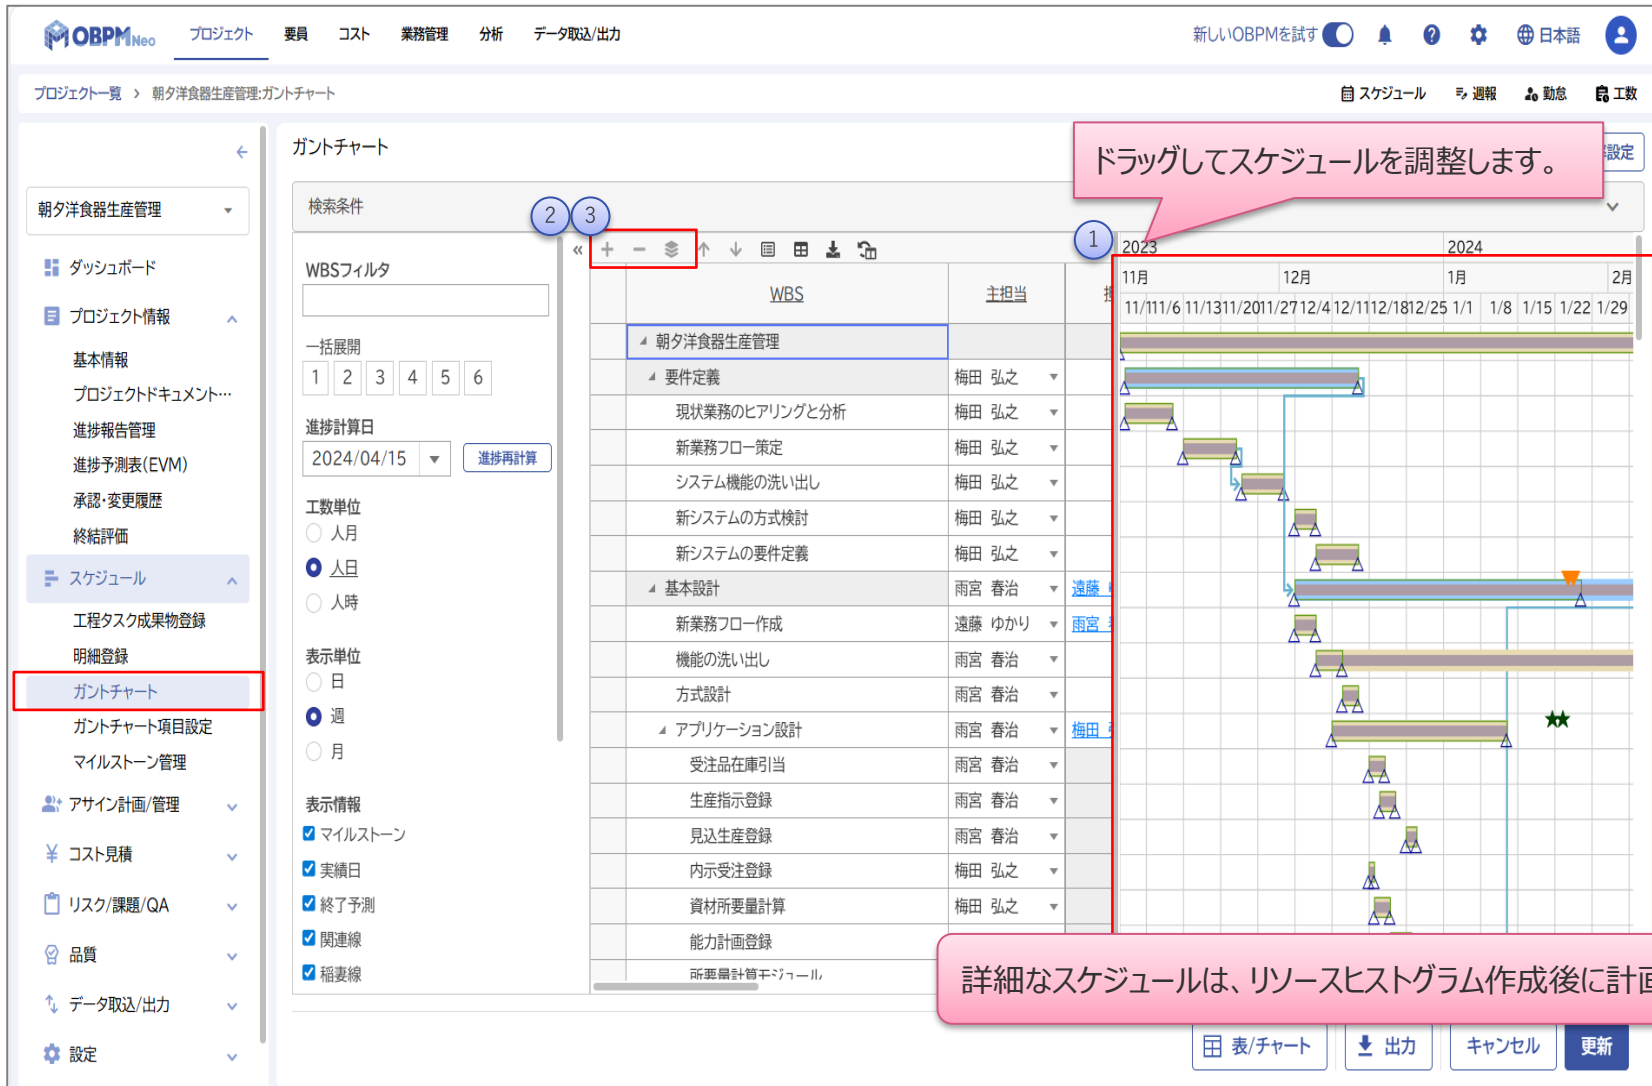 OBPM Neo プロジェクト 要員 コスト 業務管理 分析 データ取込/出力 新しいOBPMを試す 日本語
プロジェクト一覧 > 朝夕洋食器生産管理:ガントチャート スケジュール 週報 勤怠 工数
ガントチャート
ドラッグしてスケジュールを調整します。
設定
朝夕洋食器生産管理
検索条件
ダッシュボード
プロジェクト情報
基本情報
プロジェクトドキュメント…
進捗報告管理
進捗予測表(EVM)
承認・変更履歴
終結評価
スケジュール
工程タスク成果物登録
明細登録
ガントチャート
ガントチャート項目設定
マイルストーン管理
アサイン計画/管理
コスト見積
リスク/課題/QA
品質
データ取込/出力
設定
WBSフィルタ
一括展開
1 2 3 4 5 6
進捗計算日
2024/04/15 進捗再計算
工数単位
人月
人日
人時
表示単位
日
週
月
表示情報
マイルストーン
実績日
終了予測
関連線
稲妻線
2 3
«
1
WBS 主担当
2023 2024
11月 12月 1月 2月
11/1 11/6 11/13 11/20 11/27 12/4 12/11 12/18 12/25 1/1 1/8 1/15 1/22 1/29
朝夕洋食器生産管理
要件定義 梅田 弘之
現状業務のヒアリングと分析 梅田 弘之
新業務フロー策定 梅田 弘之
システム機能の洗い出し 梅田 弘之
新システムの方式検討 梅田 弘之
新システムの要件定義 梅田 弘之
基本設計 雨宮 春治 遠藤
新業務フロー作成 遠藤 ゆかり 雨宮
機能の洗い出し 雨宮 春治
方式設計 雨宮 春治
アプリケーション設計 雨宮 春治 梅田
受注品在庫引当 雨宮 春治
生産指示登録 雨宮 春治
見込生産登録 雨宮 春治
内示受注登録 梅田 弘之
資材所要量計算 梅田 弘之
能力計画登録
所要量計算モジュール
詳細なスケジュールは、リソースヒストグラム作成後に計画
表/チャート 出力 キャンセル 更新